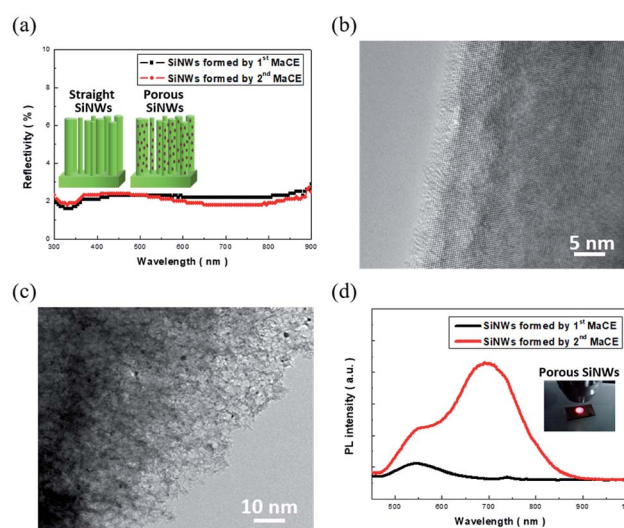 (a)
10
8
6
4
2
0
Reflectivity ( % )
SiNWs formed by 1st MaCE
SiNWs formed by 2nd MaCE
Straight
SiNWs
Porous
SiNWs
300 400 500 600 700 800 900
Wavelength ( nm )
(b)
5 nm
(c)
10 nm
(d)
PL intensity (a.u.)
SiNWs formed by 1st MaCE
SiNWs formed by 2nd MaCE
Porous SiNWs
500 600 700 800 900
Wavelength ( nm )